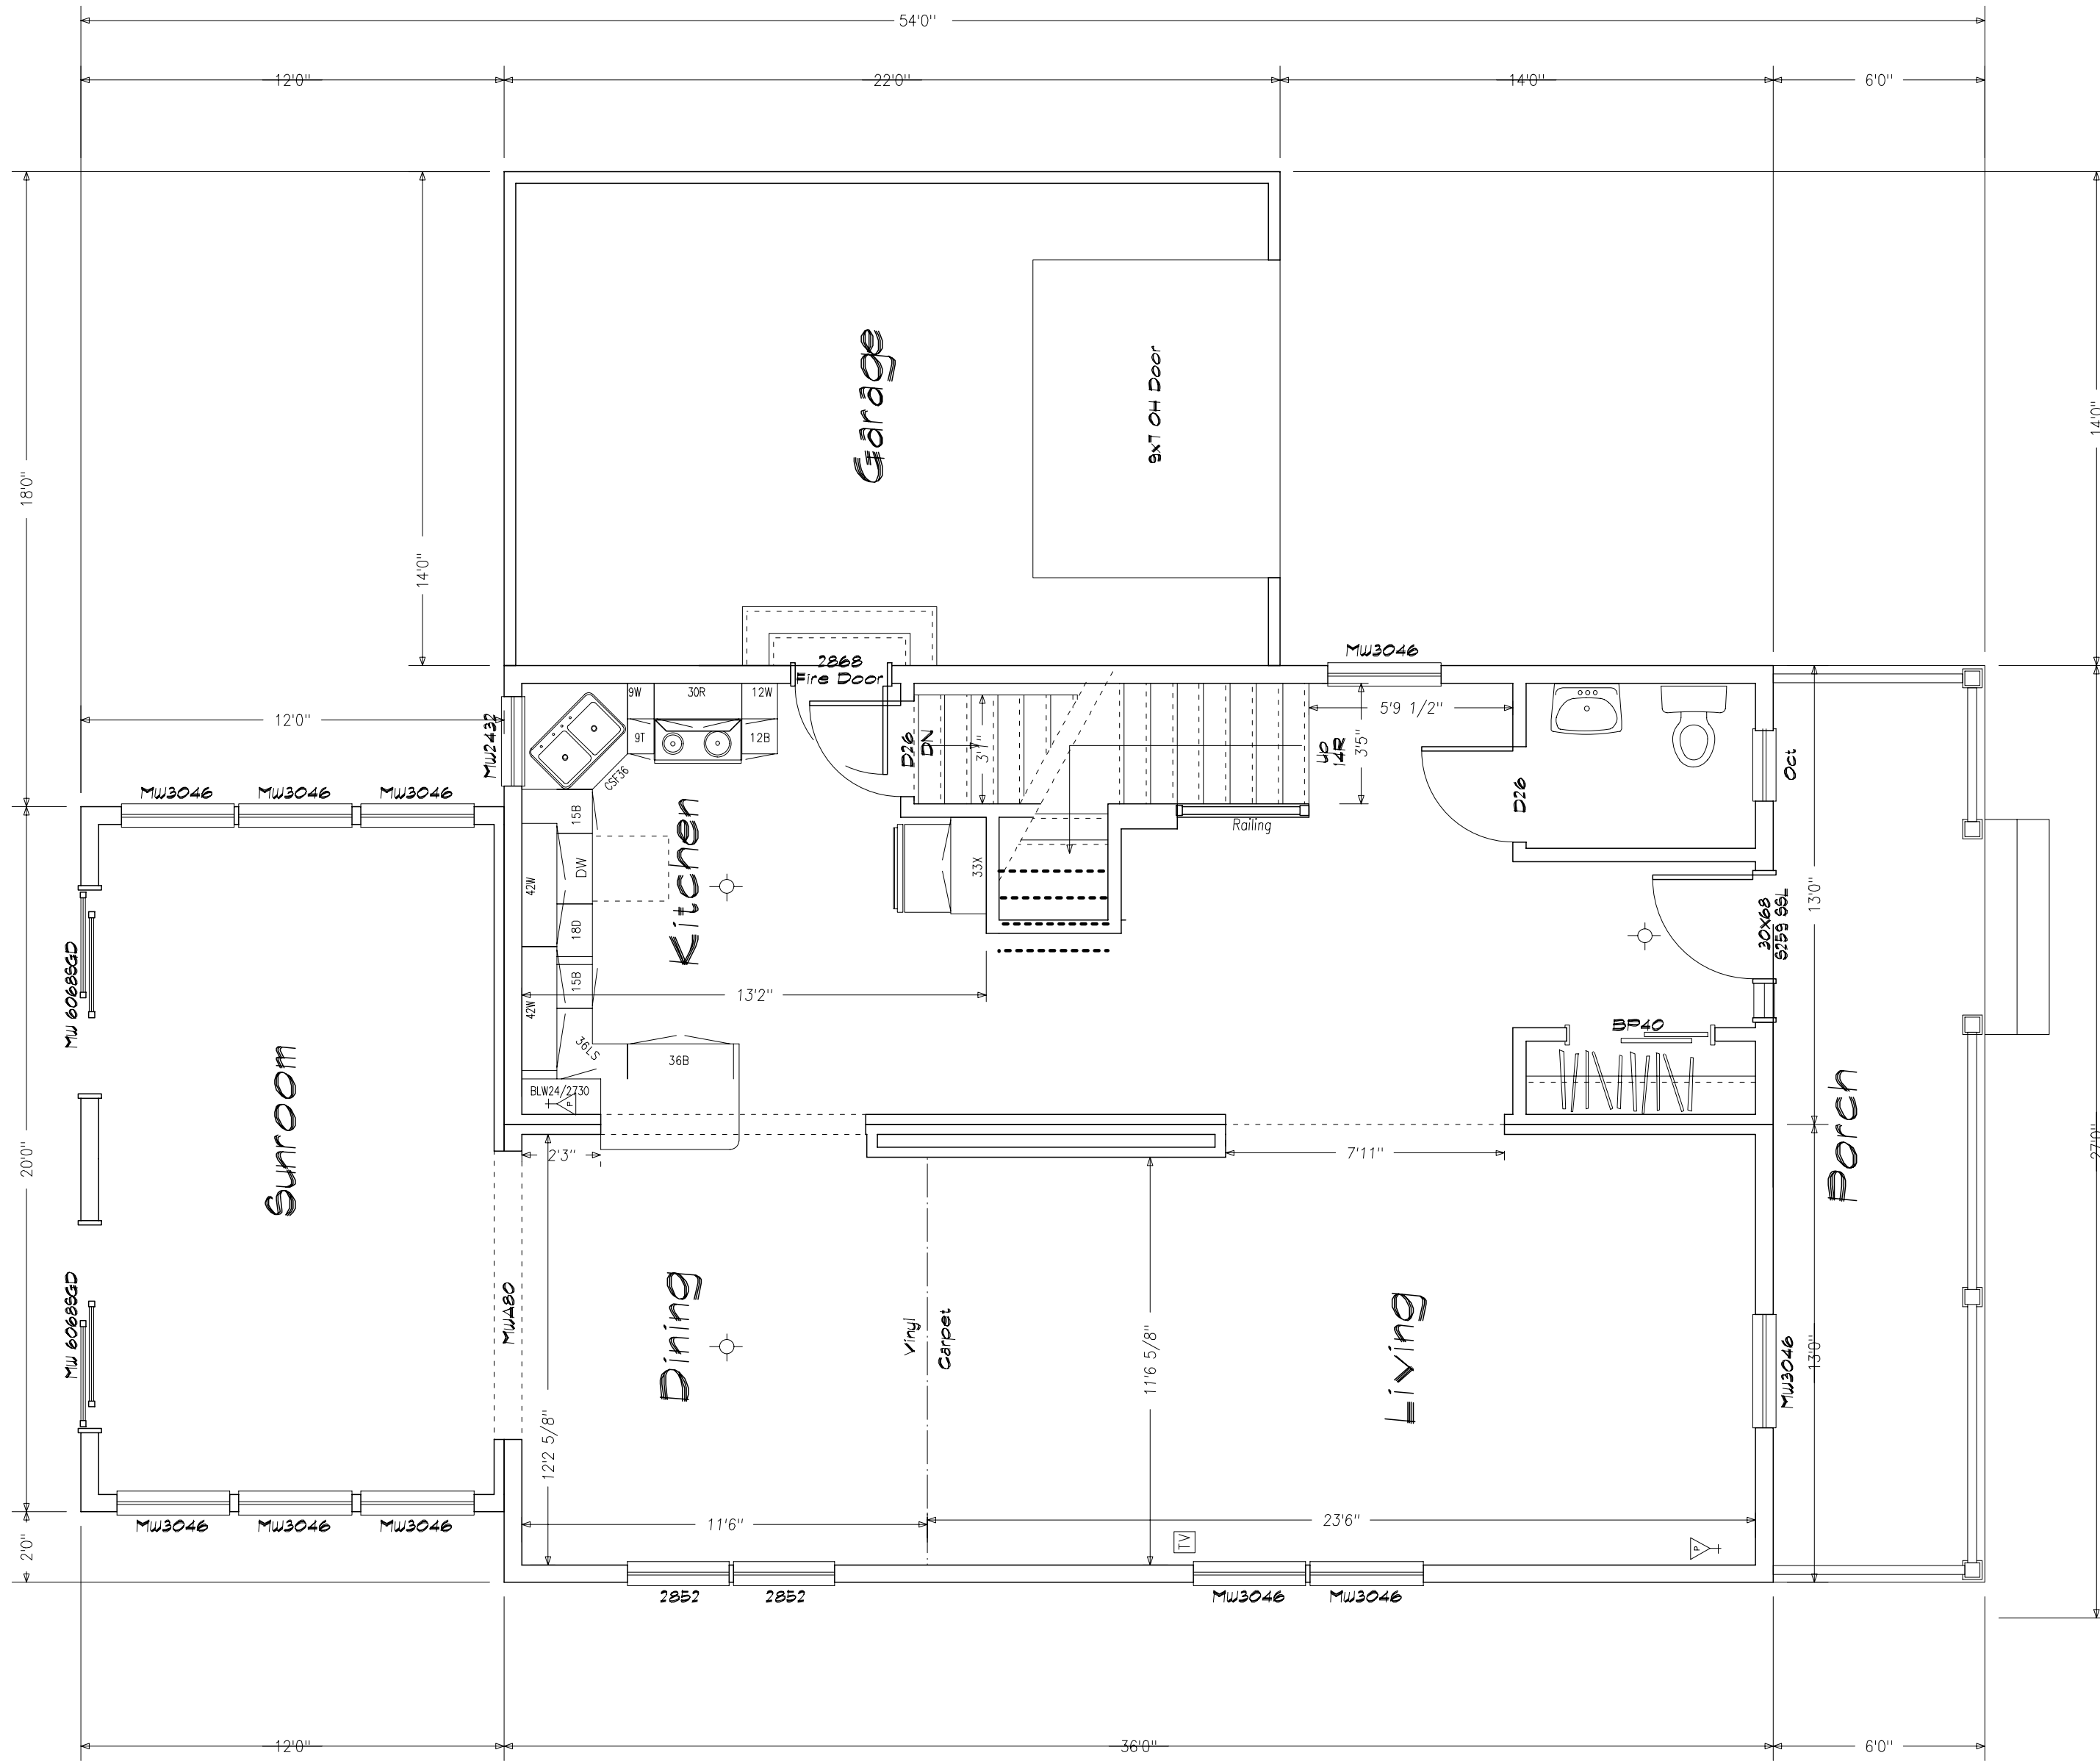 54'0"
12'0"
22'0"
14'0"
6'0"
18'0"
14'0"
14'0"
Garage
9x7 OH Door
2868
Fire Door
MW3046
12'0"
MW2432
9W
30R
12W
9T
12B
CSF36
D26
DN
3'1"
UP
14R
3'5"
5'9 1/2"
D26
Oct
Railing
MW3046
MW3046
MW3046
15B
42W
DW
18D
15B
42W
36LS
36B
BLW24/2730
P
Kitchen
33X
13'2"
13'0"
30X68
S259 SSL
BP40
MW 6068SGD
Sunroom
20'0"
Porch
27'0"
2'3"
7'11"
MWA80
MW 6068SGD
Dining
Vinyl
Carpet
12'2 5/8"
11'6 5/8"
Living
MW3046
13'0"
11'6"
23'6"
TV
P
MW3046
MW3046
MW3046
2'0"
2852
2852
MW3046
MW3046
12'0"
36'0"
6'0"